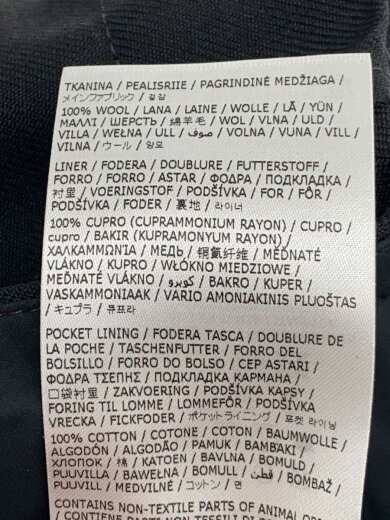 TKANINA / PEALISRIIE / PAGRINDINĖ MEDŽIAGA /
メインファブリック / 겉감
100% WOOL / LANA / LAINE / WOLLE / LÃ / YÜN /
ΜΑΛΛΙ / ШЕРСТЬ / 绵羊毛 / WOL / VLNA / ULD /
VILLA / WEŁNA / ULL / صوف / VOLNA / VUNA / VILL /
VILNA / ウール / 양모
LINER / FODERA / DOUBLURE / FUTTERSTOFF /
FORRO / FORRO / ASTAR / ΦΟΔΡΑ / ПОДКЛАДКА /
衬里 / VOERINGSTOF / PODŠÍVKA / FOR / FÔR /
PODŠÍVKA / FODER / 裏地 / 라이너
100% CUPRO (CUPRAMMONIUM RAYON) / CUPRO /
cupro / BAKIR (KUPRAMONYUM RAYON) /
ΧΑΛΚΑΜΜΩΝΙΑ / МЕДЬ / 铜氨纤维 / MĚDNATÉ
VLÁKNO / KUPRO / WŁÓKNO MIEDZIOWE /
MEĎNATÉ VLÁKNO / كوبرو / BAKRO / KUPER /
VASKAMMONIAAK / VARIO AMONIAKINIS PLUOŠTAS
/ キュプラ / 큐프라
POCKET LINING / FODERA TASCA / DOUBLURE DE
LA POCHE / TASCHENFUTTER / FORRO DEL
BOLSILLO / FORRO DO BOLSO / CEP ASTARI /
ΦΟΔΡΑ ΤΣΕΠΗΣ / ПОДКЛАДКА КАРМАНА /
口袋衬里 / ZAKVOERING / PODŠÍVKA KAPSY /
FORING TIL LOMME / LOMMEFÔR / PODŠÍVKA
VRECKA / FICKFODER / ポケットライニング / 포켓 라이닝
100% COTTON / COTONE / COTON / BAUMWOLLE /
ALGODÓN / ALGODÃO / PAMUK / ΒΑΜΒΑΚΙ /
ХЛОПОК / 棉 / KATOEN / BAVLNA / BOMULD /
PUUVILLA / BAWEŁNA / BOMULL / قطن / BOMBAŽ /
PUUVILL / MEDVILNĖ / コットン / 면
CONTAINS NON-TEXTILE PARTS OF ANIMAL